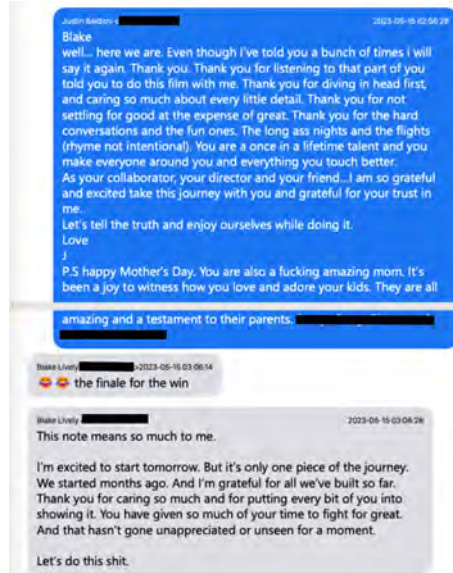 Justin Baldoni <
2023-05-15 02:56:28
Blake
well... here we are. Even though I've told you a bunch of times i will
say it again. Thank you. Thank you for listening to that part of you
told you to do this film with me. Thank you for diving in head first,
and caring so much about every little detail. Thank you for not
settling for good at the expense of great. Thank you for the hard
conversations and the fun ones. The long ass nights and the flights
(rhyme not intentional). You are a once in a lifetime talent and you
make everyone around you and everything you touch better.
As your collaborator, your director and your friend...I am so grateful
and excited take this journey with you and grateful for your trust in
me.
Let's tell the truth and enjoy ourselves while doing it.
Love
J
P.S happy Mother's Day. You are also a fucking amazing mom. It's
been a joy to witness how you love and adore your kids. They are all
amazing and a testament to their parents.
Blake Lively >2023-05-15 03:06:14
😂 😂 the finale for the win
Blake Lively 2023-05-15 03:08:28
This note means so much to me.
I'm excited to start tomorrow. But it's only one piece of the journey.
We started months ago. And I'm grateful for all we've built so far.
Thank you for caring so much and for putting every bit of you into
showing it. You have given so much of your time to fight for great.
And that hasn't gone unappreciated or unseen for a moment.
Let's do this shit.